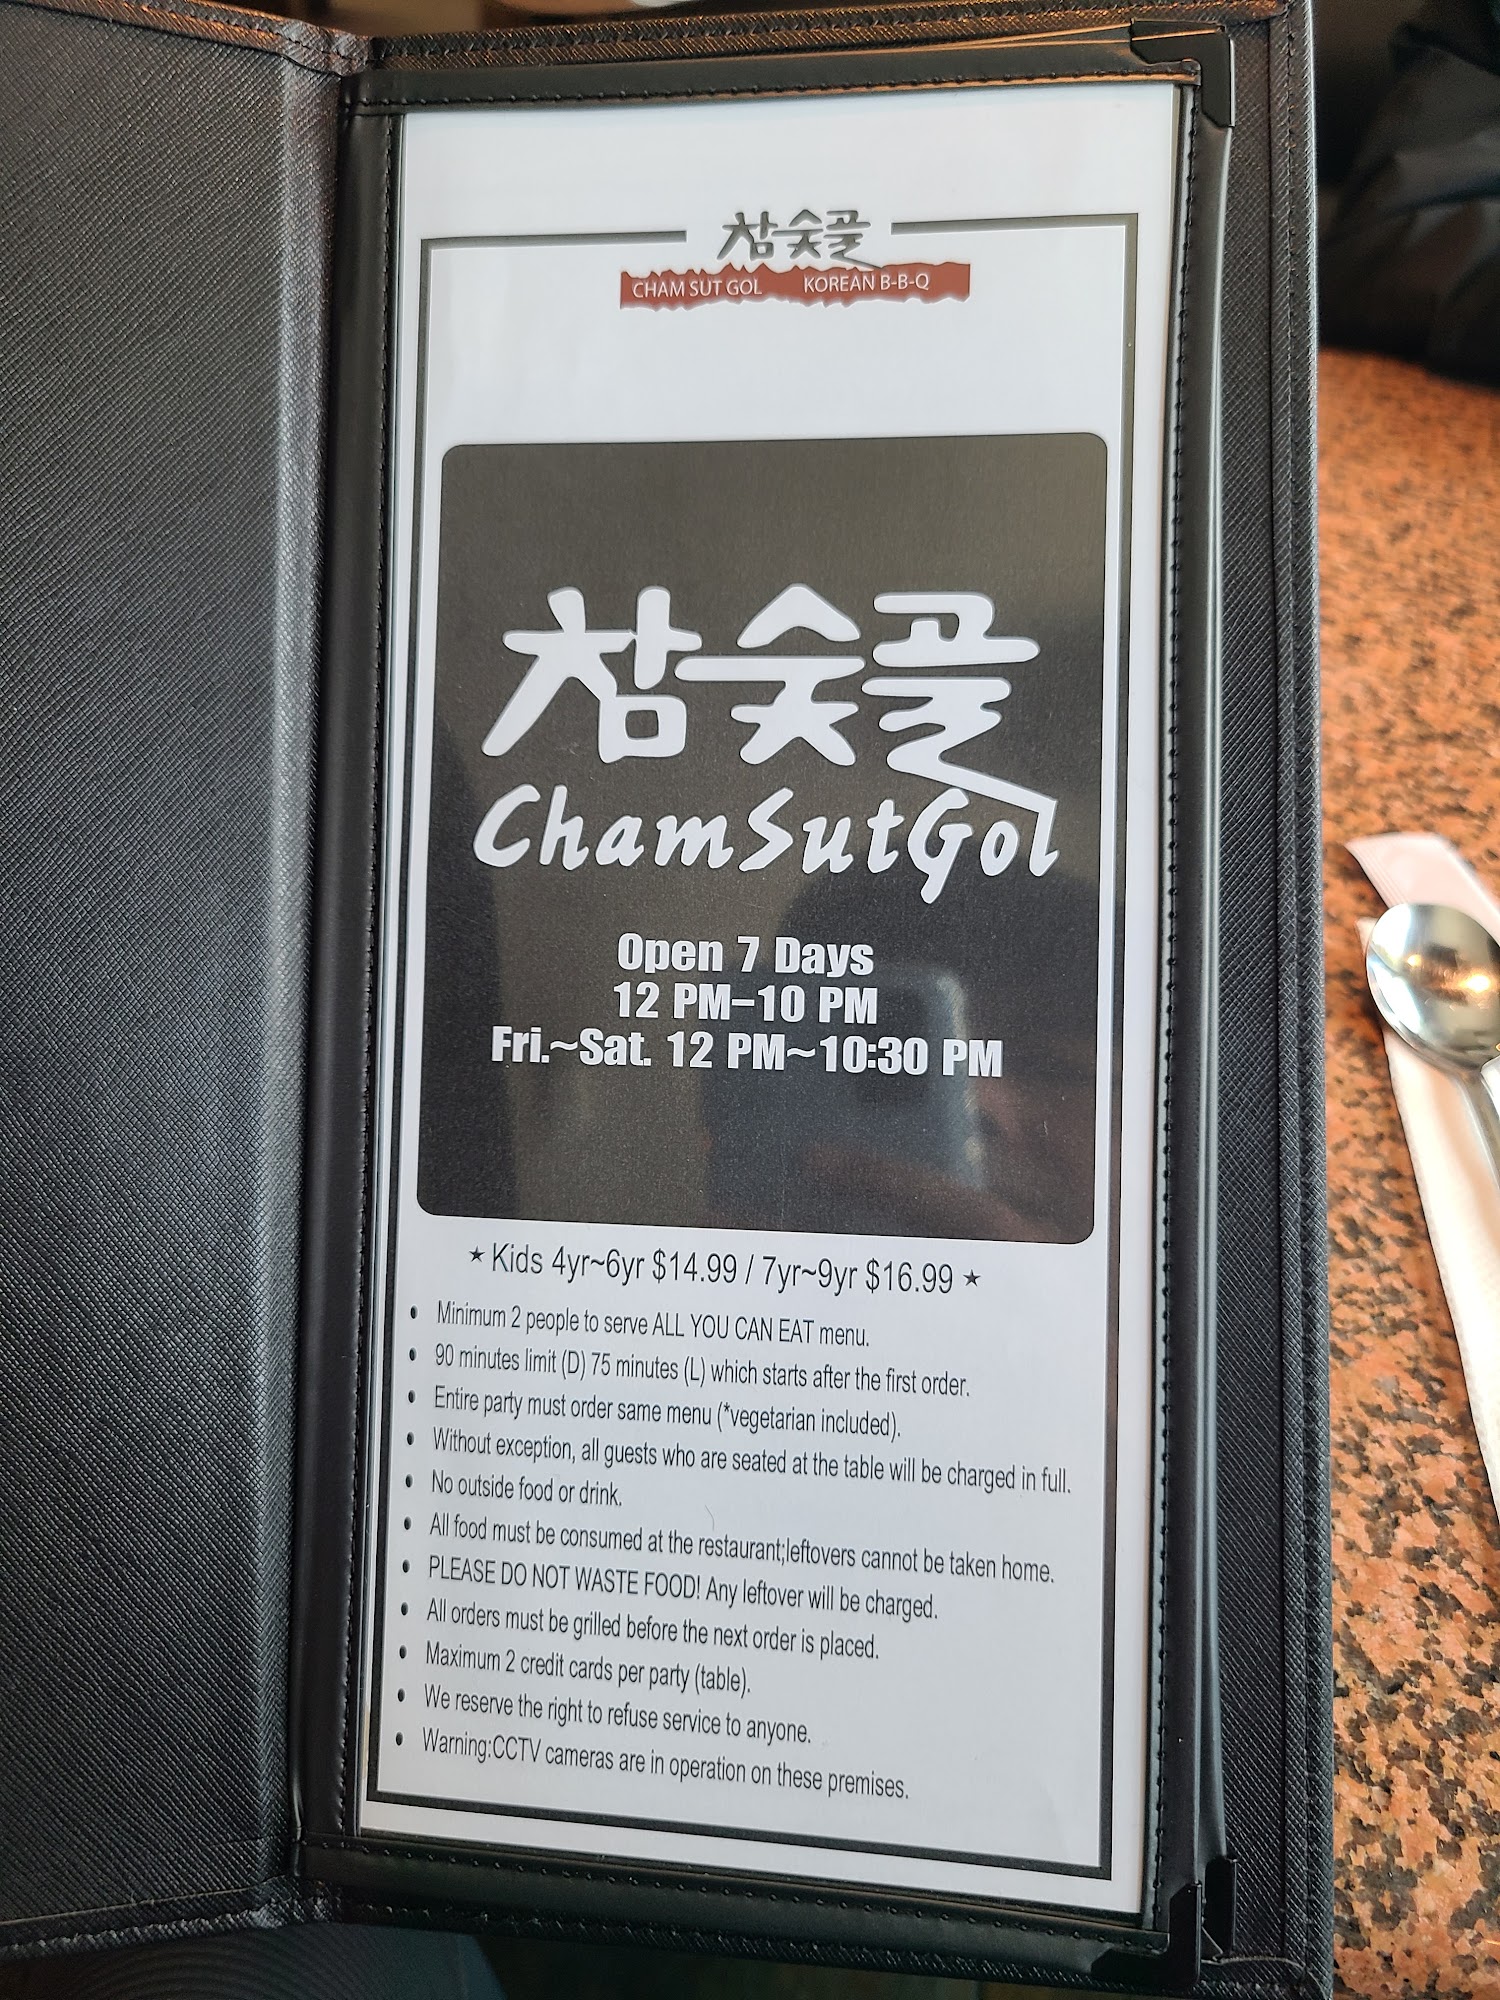 참숯골
CHAM SUT GOL KOREAN B-B-Q
참숯골
ChamSutGol
Open 7 Days
12 PM-10 PM
Fri.~Sat. 12 PM~10:30 PM
★ Kids 4yr~6yr $14.99 / 7yr~9yr $16.99 ★
• Minimum 2 people to serve ALL YOU CAN EAT menu.
• 90 minutes limit (D) 75 minutes (L) which starts after the first order.
• Entire party must order same menu (*vegetarian included).
• Without exception, all guests who are seated at the table will be charged in full.
• No outside food or drink.
• All food must be consumed at the restaurant;leftovers cannot be taken home.
• PLEASE DO NOT WASTE FOOD! Any leftover will be charged.
• All orders must be grilled before the next order is placed.
• Maximum 2 credit cards per party (table).
• We reserve the right to refuse service to anyone.
• Warning:CCTV cameras are in operation on these premises.